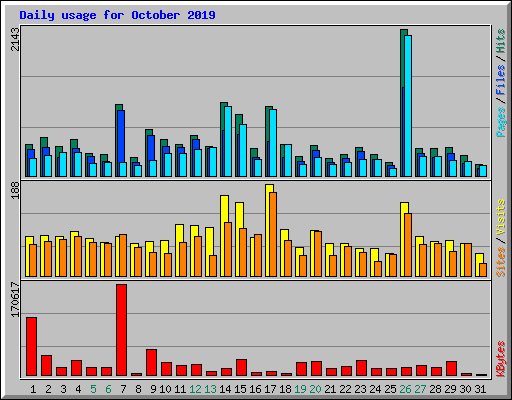 Daily usage for October 2019
2143
Pages / Files / Hits
188
Sites / Visits
170617
KBytes
1 2 3 4 5 6 7 8 9 10 11 12 13 14 15 16 17 18 19 20 21 22 23 24 25 26 27 28 29 30 31